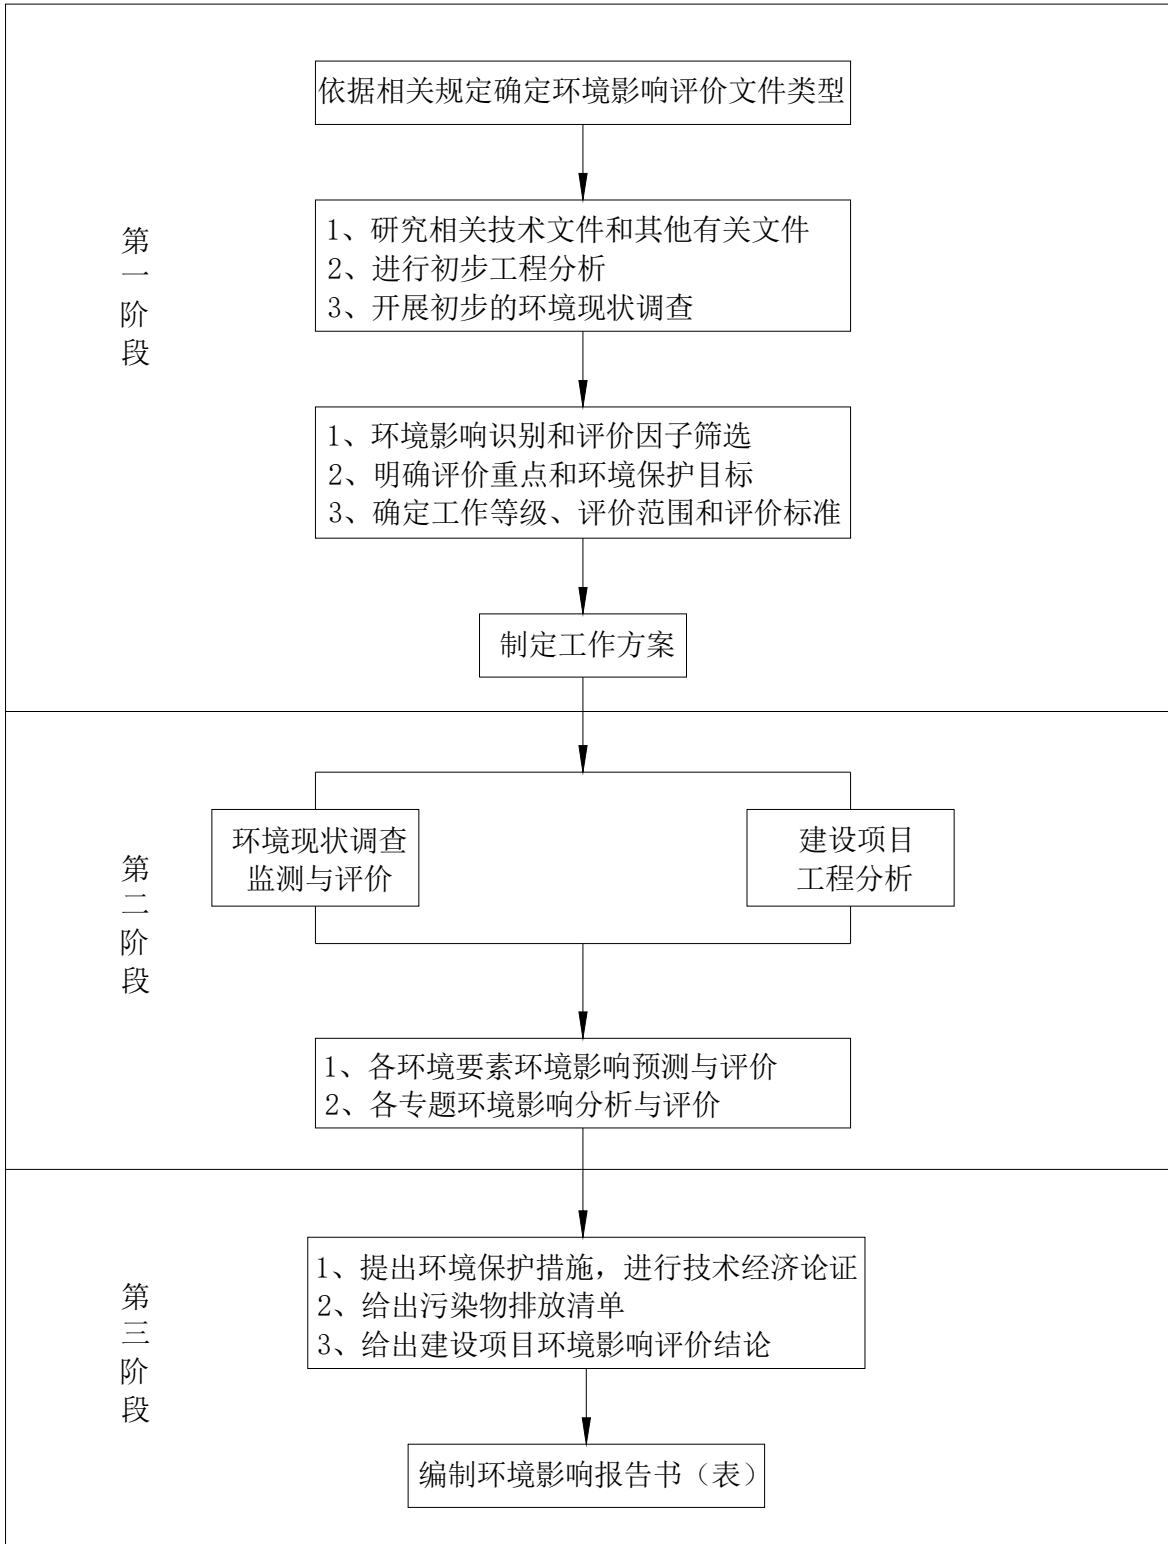 依据相关规定确定环境影响评价文件类型
第一阶段
1、研究相关技术文件和其他有关文件
2、进行初步工程分析
3、开展初步的环境现状调查
1、环境影响识别和评价因子筛选
2、明确评价重点和环境保护目标
3、确定工作等级、评价范围和评价标准
制定工作方案
第二阶段
环境现状调查
监测与评价
建设项目
工程分析
1、各环境要素环境影响预测与评价
2、各专题环境影响分析与评价
第三阶段
1、提出环境保护措施，进行技术经济论证
2、给出污染物排放清单
3、给出建设项目环境影响评价结论
编制环境影响报告书（表）